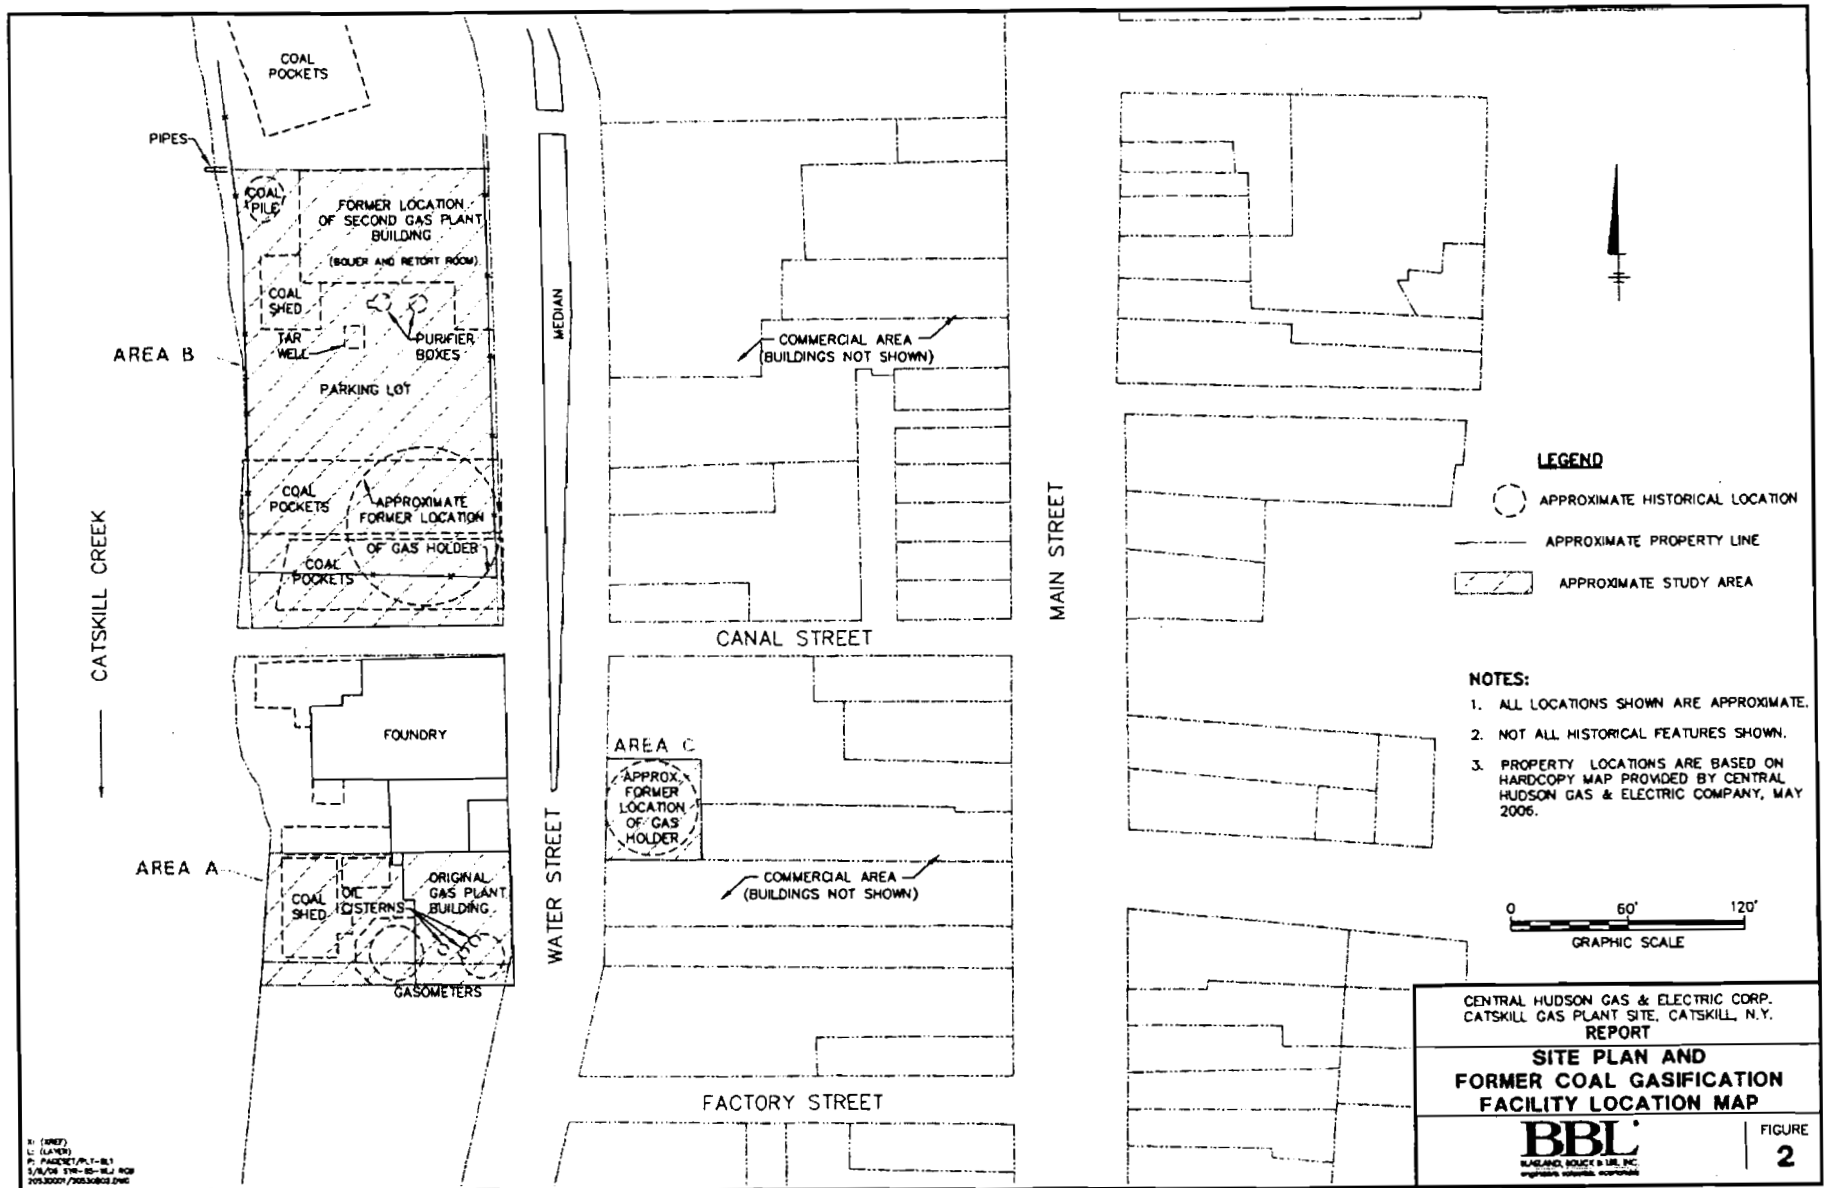 COAL
POCKETS
PIPES
COAL
PILE
FORMER LOCATION
OF SECOND GAS PLANT
BUILDING
(BOILER AND RETORT ROOM)
COAL
SHED
TAR
WELL
PURIFIER
BOXES
AREA B
PARKING LOT
COAL
POCKETS
APPROXIMATE
FORMER LOCATION
OF GAS HOLDER
COAL
POCKETS
CATSKILL CREEK
MEDIAN
COMMERCIAL AREA
(BUILDINGS NOT SHOWN)
MAIN STREET
CANAL STREET
FOUNDRY
AREA C
APPROX.
FORMER
LOCATION
OF GAS
HOLDER
AREA A
COAL
SHED
OIL
CISTERNS
ORIGINAL
GAS PLANT
BUILDING
GASOMETERS
WATER STREET
COMMERCIAL AREA
(BUILDINGS NOT SHOWN)
FACTORY STREET
LEGEND
APPROXIMATE HISTORICAL LOCATION
APPROXIMATE PROPERTY LINE
APPROXIMATE STUDY AREA
NOTES:
1. ALL LOCATIONS SHOWN ARE APPROXIMATE.
2. NOT ALL HISTORICAL FEATURES SHOWN.
3. PROPERTY LOCATIONS ARE BASED ON
HARDCOPY MAP PROVIDED BY CENTRAL
HUDSON GAS & ELECTRIC COMPANY, MAY
2006.
0 60' 120'
GRAPHIC SCALE
CENTRAL HUDSON GAS & ELECTRIC CORP.
CATSKILL GAS PLANT SITE, CATSKILL, N.Y.
REPORT
SITE PLAN AND
FORMER COAL GASIFICATION
FACILITY LOCATION MAP
BBL
BLASLAND, BOUCK & LEE, INC.
FIGURE
2
X: (XREF)
L: (LAYER)